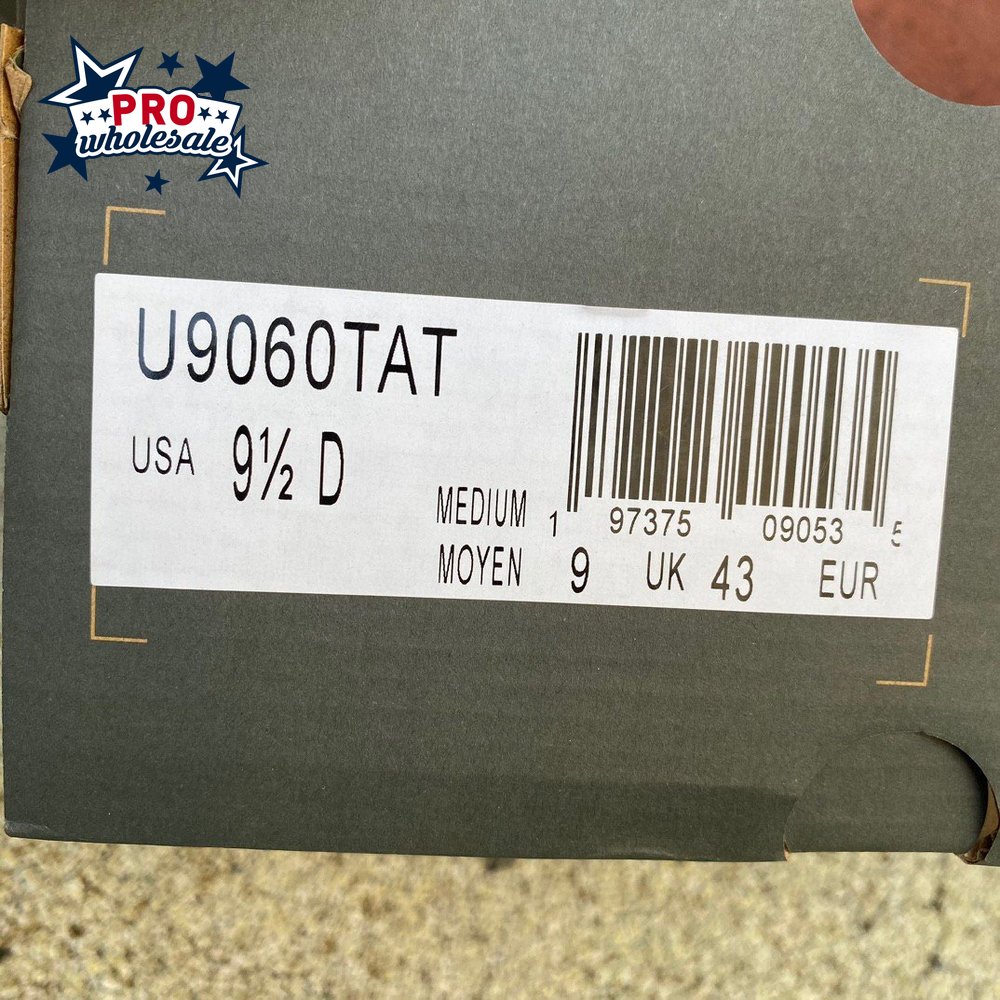 PRO
wholesale
U9060TAT
USA 9½ D
MEDIUM
MOYEN
1 97375 09053 5
9 UK 43 EUR